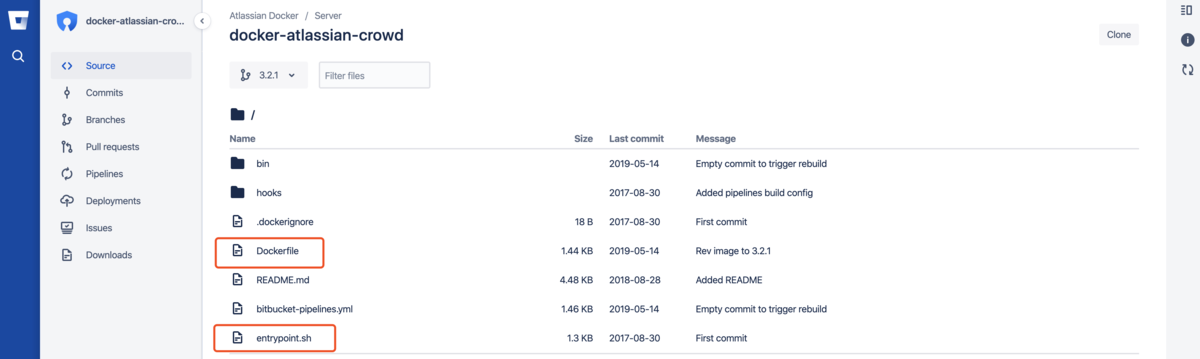 docker-atlassian-cro...
Source
Commits
Branches
Pull requests
Pipelines
Deployments
Issues
Downloads
Atlassian Docker / Server
docker-atlassian-crowd
Clone
3.2.1
Filter files
/
Name Size Last commit Message
bin 2019-05-14 Empty commit to trigger rebuild
hooks 2017-08-30 Added pipelines build config
.dockerignore 18 B 2017-08-30 First commit
Dockerfile 1.44 KB 2019-05-14 Rev image to 3.2.1
README.md 4.48 KB 2018-08-28 Added README
bitbucket-pipelines.yml 1.46 KB 2019-05-14 Empty commit to trigger rebuild
entrypoint.sh 1.3 KB 2017-08-30 First commit